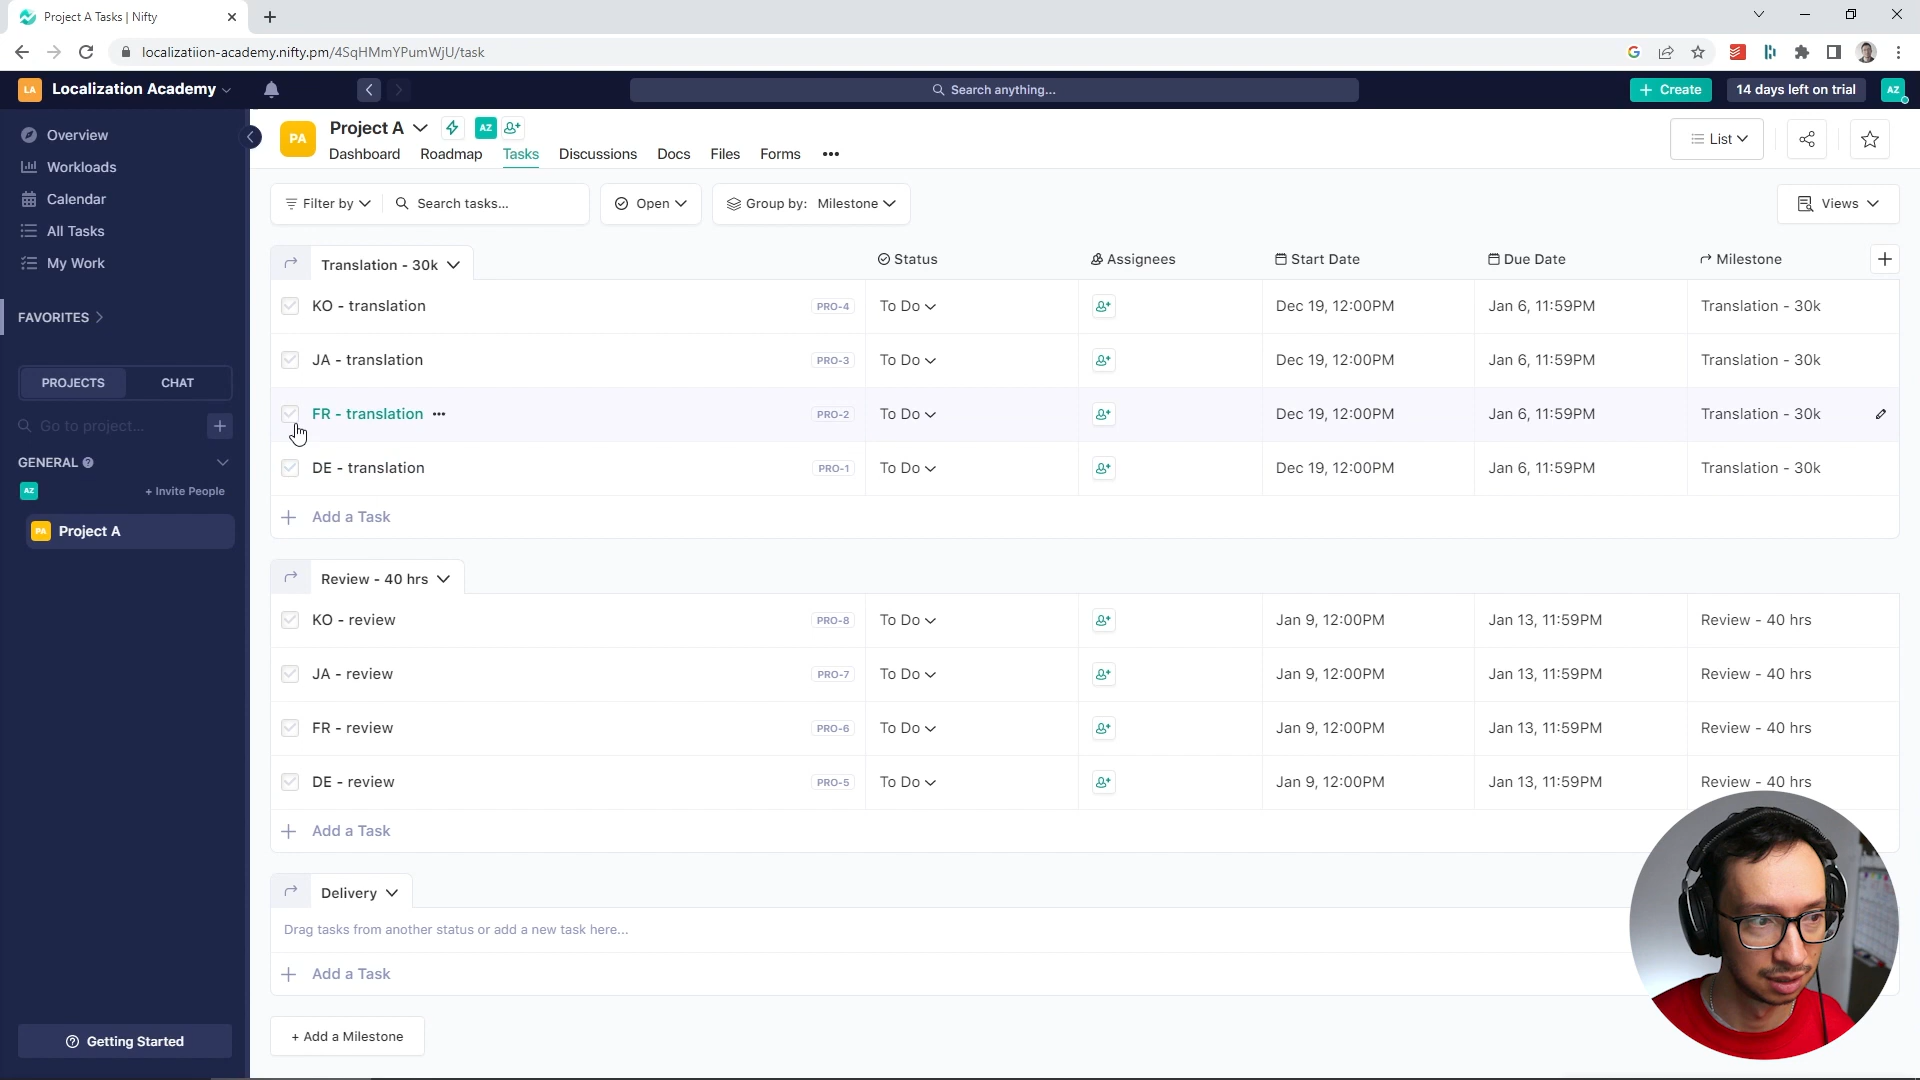 Project A Tasks | Nifty
localizatiion-academy.nifty.pm/4SqHMmYPumWjU/task
LA Localization Academy
Search anything...
+ Create
14 days left on trial
AZ
Overview
Workloads
Calendar
All Tasks
My Work
FAVORITES
PROJECTS CHAT
Go to project...
GENERAL
AZ + Invite People
PA Project A
Getting Started
PA Project A AZ
Dashboard Roadmap Tasks Discussions Docs Files Forms
List
Filter by Search tasks... Open Group by: Milestone Views
Translation - 30k Status Assignees Start Date Due Date Milestone
KO - translation PRO-4 To Do Dec 19, 12:00PM Jan 6, 11:59PM Translation - 30k
JA - translation PRO-3 To Do Dec 19, 12:00PM Jan 6, 11:59PM Translation - 30k
FR - translation PRO-2 To Do Dec 19, 12:00PM Jan 6, 11:59PM Translation - 30k
DE - translation PRO-1 To Do Dec 19, 12:00PM Jan 6, 11:59PM Translation - 30k
+ Add a Task
Review - 40 hrs
KO - review PRO-8 To Do Jan 9, 12:00PM Jan 13, 11:59PM Review - 40 hrs
JA - review PRO-7 To Do Jan 9, 12:00PM Jan 13, 11:59PM Review - 40 hrs
FR - review PRO-6 To Do Jan 9, 12:00PM Jan 13, 11:59PM Review - 40 hrs
DE - review PRO-5 To Do Jan 9, 12:00PM Jan 13, 11:59PM Review - 40 hrs
+ Add a Task
Delivery
Drag tasks from another status or add a new task here...
+ Add a Task
+ Add a Milestone